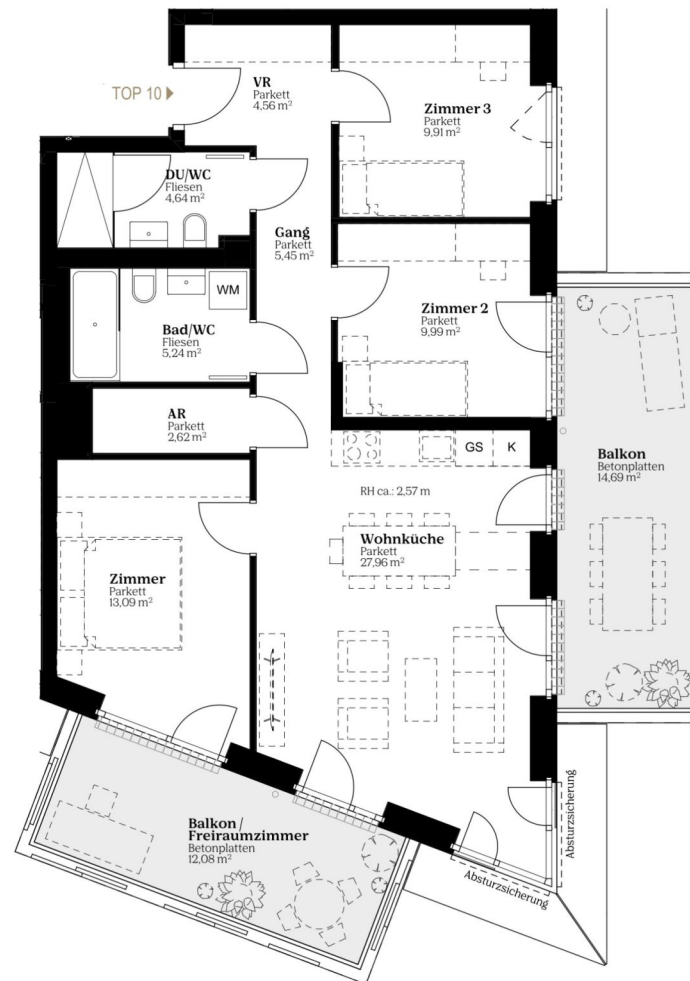 TOP 10
VR
Parkett
4,56 m²
Zimmer 3
Parkett
9,91 m²
DU/WC
Fliesen
4,64 m²
Gang
Parkett
5,45 m²
WM
Zimmer 2
Parkett
9,99 m²
Bad/WC
Fliesen
5,24 m²
AR
Parkett
2,62 m²
GS
K
Balkon
Betonplatten
14,69 m²
RH ca.: 2,57 m
Wohnküche
Parkett
27,96 m²
Zimmer
Parkett
13,09 m²
Balkon /
Freiraumzimmer
Betonplatten
12,08 m²
Absturzsicherung
Absturzsicherung